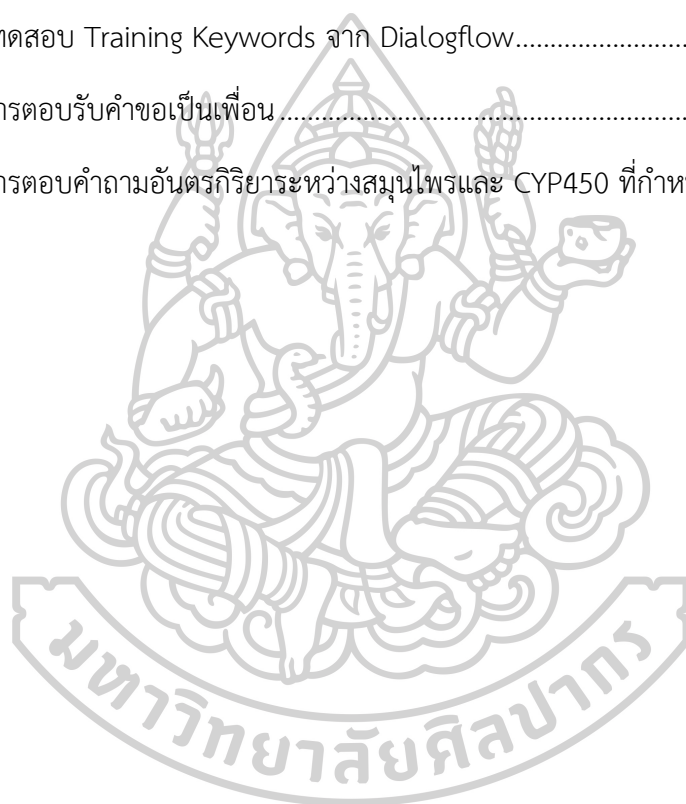 ทดสอบ Training Keywords จาก Dialogflow........................
ารตอบรับคำขอเป็นเพื่อน ..........................................................
ารตอบคำถามอันตรกิริยาระหว่างสมุนไพรและ CYP450 ที่กำห
มหาวิทยาลัยศิลปากร